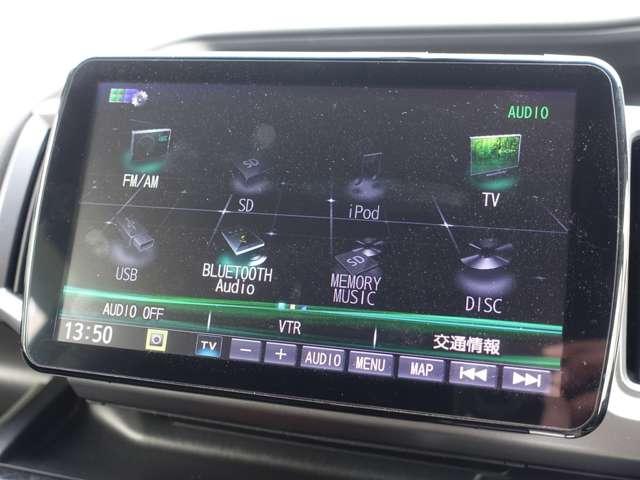 AUDIO
FM/AM
SD
iPod
TV
USB
BLUETOOTH
Audio
MEMORY
MUSIC
DISC
AUDIO OFF
VTR
交通情報
13:50
TV
−
+
AUDIO
MENU
MAP